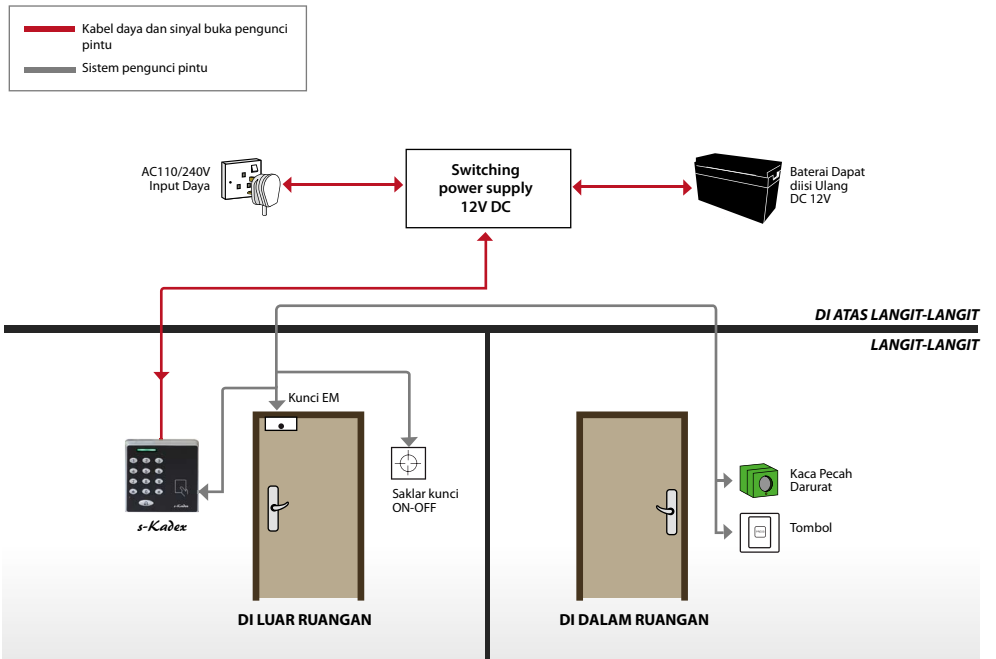 Kabel daya dan sinyal buka pengunci
pintu
Sistem pengunci pintu
AC110/240V
Input Daya
Switching
power supply
12V DC
Baterai Dapat
diisi Ulang
DC 12V
DI ATAS LANGIT-LANGIT
LANGIT-LANGIT
Kunci EM
Saklar kunci
ON-OFF
s-Kadex
Kaca Pecah
Darurat
Tombol
DI LUAR RUANGAN
DI DALAM RUANGAN